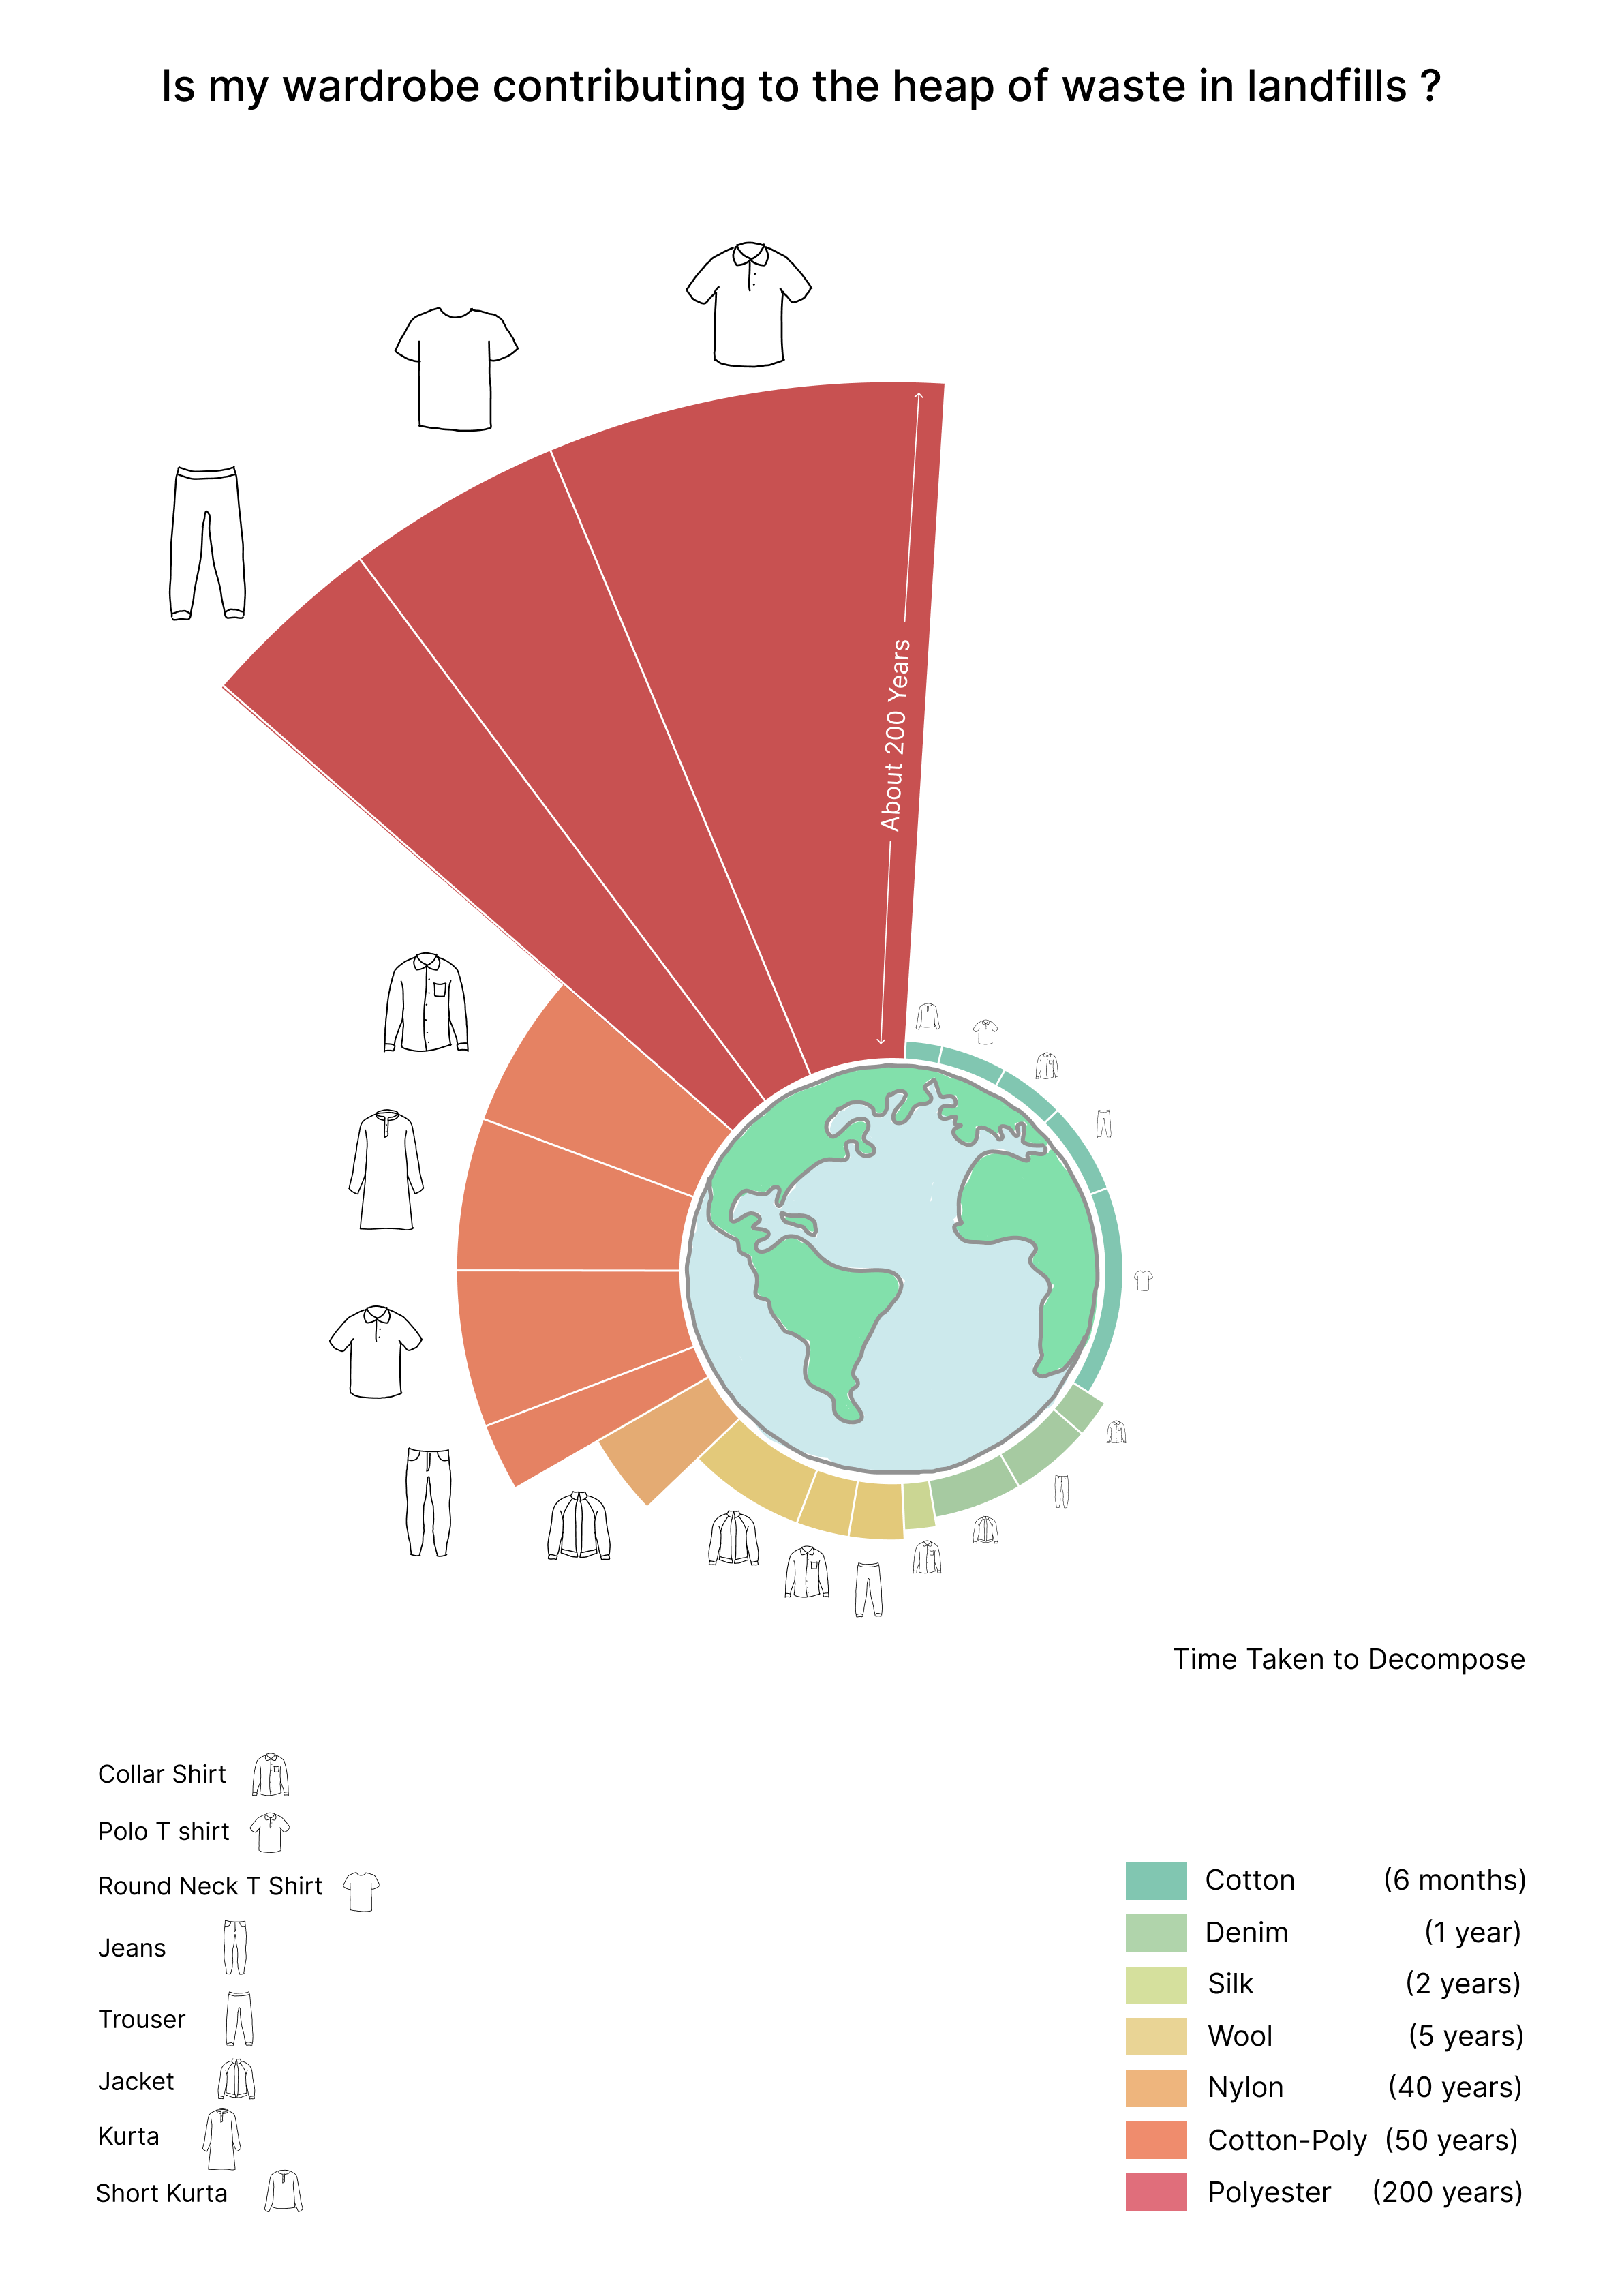 Is my wardrobe contributing to the heap of waste in landfills ?
About 200 Years
Time Taken to Decompose
Collar Shirt
Polo T shirt
Round Neck T Shirt
Jeans
Trouser
Jacket
Kurta
Short Kurta
Cotton (6 months)
Denim (1 year)
Silk (2 years)
Wool (5 years)
Nylon (40 years)
Cotton-Poly (50 years)
Polyester (200 years)